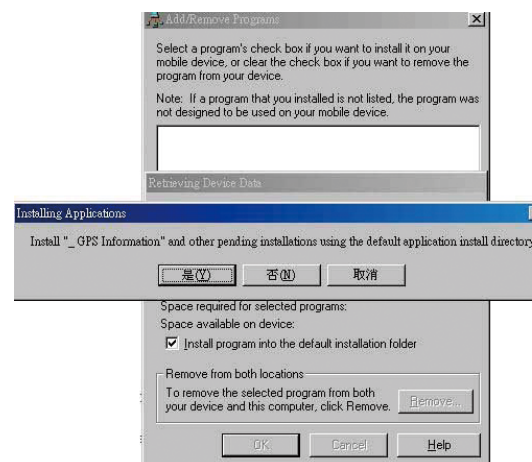 Add/Remove Programs
Select a program's check box if you want to install it on your
mobile device, or clear the check box if you want to remove the
program from your device.
Note: If a program that you installed is not listed, the program was
not designed to be used on your mobile device.
Retrieving Device Data
Installing Applications
Install "_ GPS Information" and other pending installations using the default application install directory
是(Y)
否(N)
取消
Space required for selected programs:
Space available on device:
Install program into the default installation folder
Remove from both locations
To remove the selected program from both
your device and this computer, click Remove.
Remove...
OK
Cancel
Help